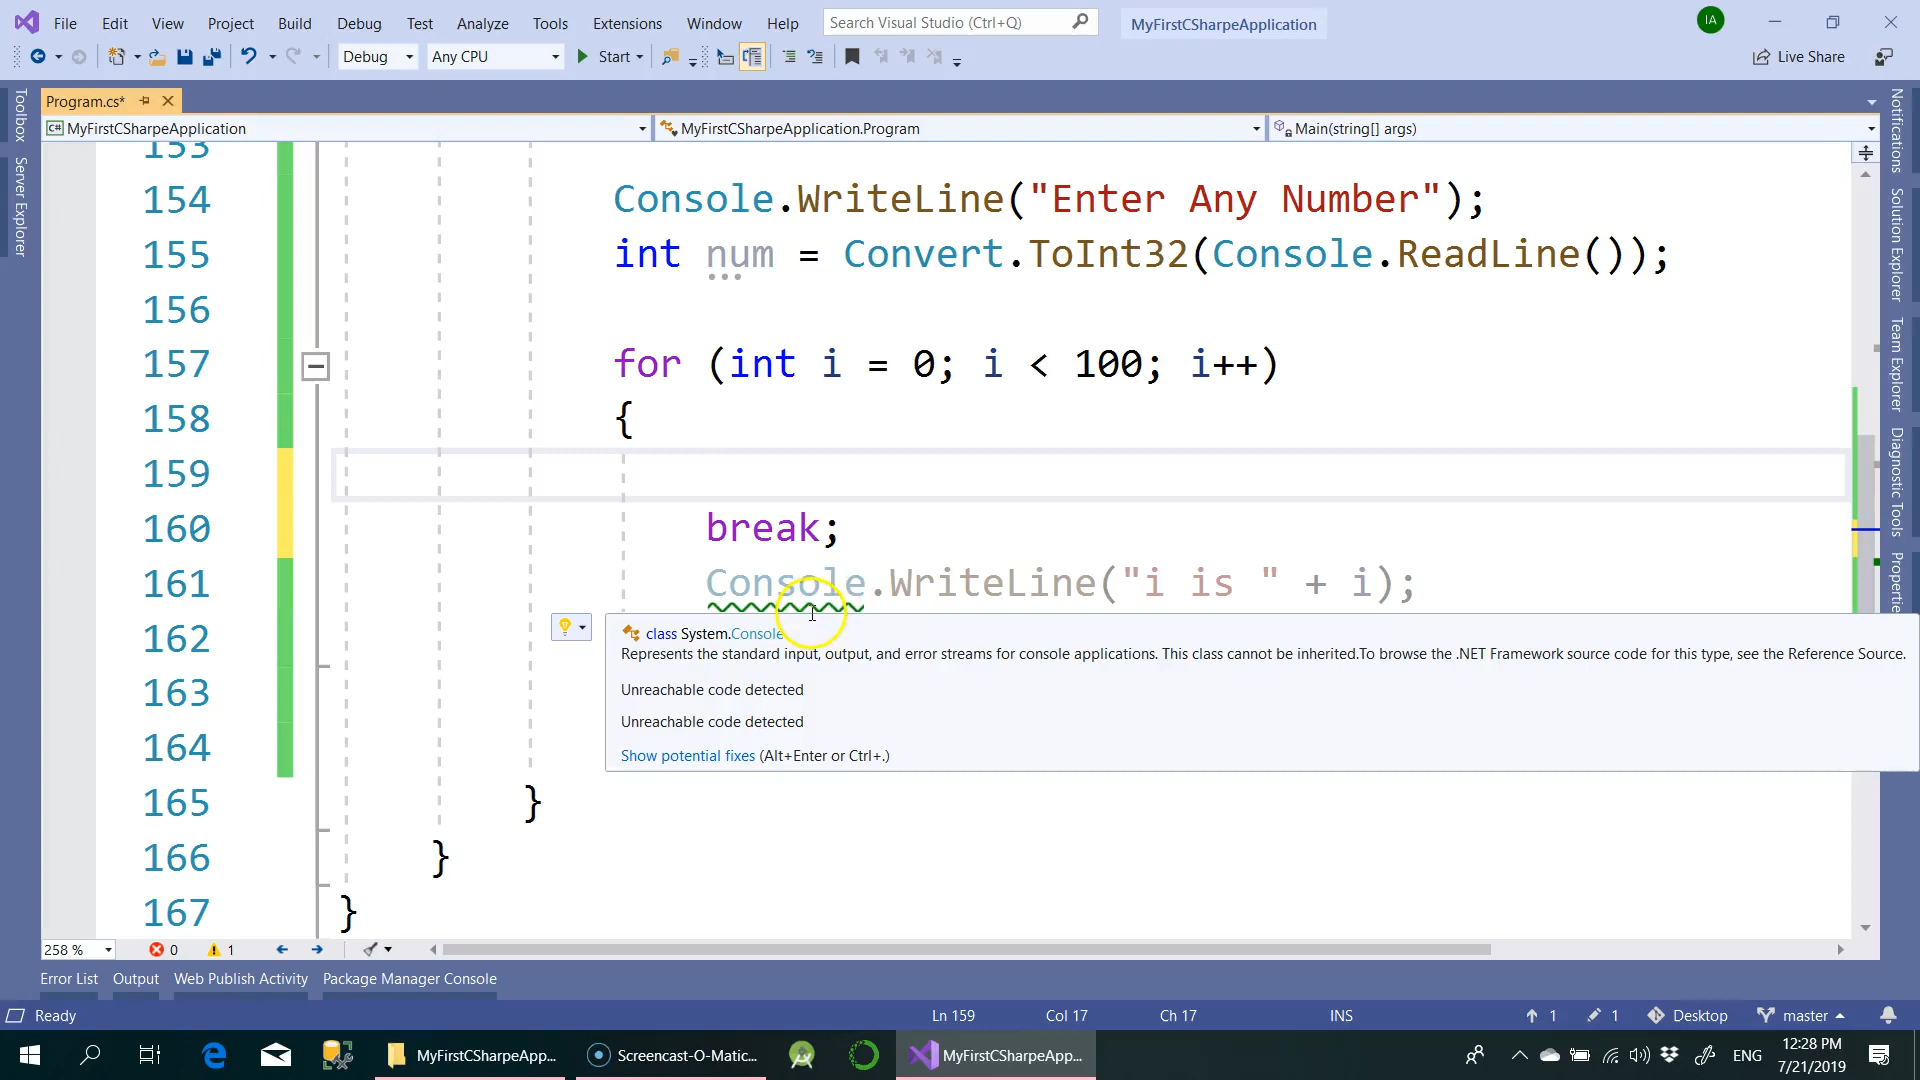 File Edit View Project Build Debug Test Analyze Tools Extensions Window Help Search Visual Studio (Ctrl+Q) MyFirstCSharpeApplication IA
Debug Any CPU Start Live Share
Program.cs*
MyFirstCSharpeApplication MyFirstCSharpeApplication.Program Main(string[] args)
Toolbox
Server Explorer
Notifications
Solution Explorer
Team Explorer
Diagnostic Tools
153
154 Console.WriteLine("Enter Any Number");
155 int num = Convert.ToInt32(Console.ReadLine());
156
157 for (int i = 0; i < 100; i++)
158 {
159
160 break;
161 Console.WriteLine("i is " + i);
162
163
164
165 }
166 }
167 }
class System.Console
Represents the standard input, output, and error streams for console applications. This class cannot be inherited.To browse the .NET Framework source code for this type, see the Reference Source.
Unreachable code detected
Unreachable code detected
Show potential fixes (Alt+Enter or Ctrl+.)
258 % 0 1
Error List Output Web Publish Activity Package Manager Console
Ready Ln 159 Col 17 Ch 17 INS 1 1 Desktop master
MyFirstCSharpeApp... Screencast-O-Matic... MyFirstCSharpeApp... ENG 12:28 PM
7/21/2019